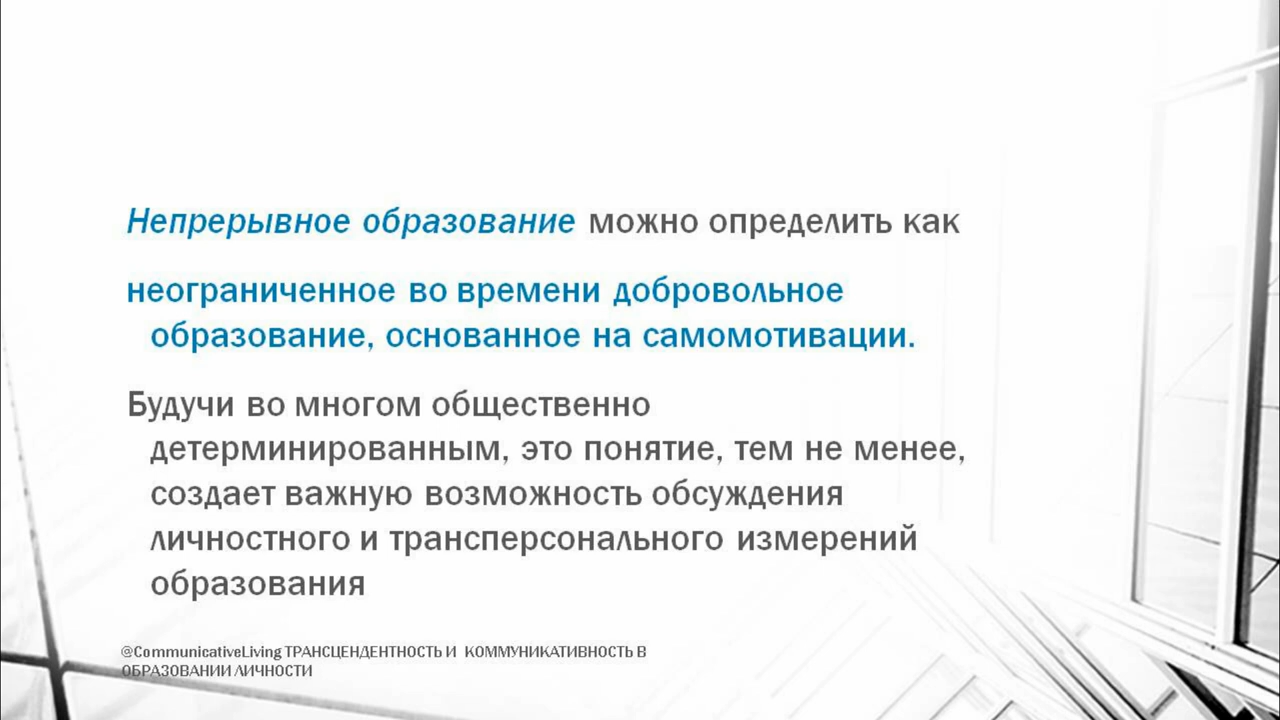 Непрерывное образование можно определить как
неограниченное во времени добровольное
образование, основанное на самомотивации.
Будучи во многом общественно
детерминированным, это понятие, тем не менее,
создает важную возможность обсуждения
личностного и трансперсонального измерений
образования
@CommunicativeLiving ТРАНСЦЕНДЕНТНОСТЬ И КОММУНИКАТИВНОСТЬ В
ОБРАЗОВАНИИ ЛИЧНОСТИ